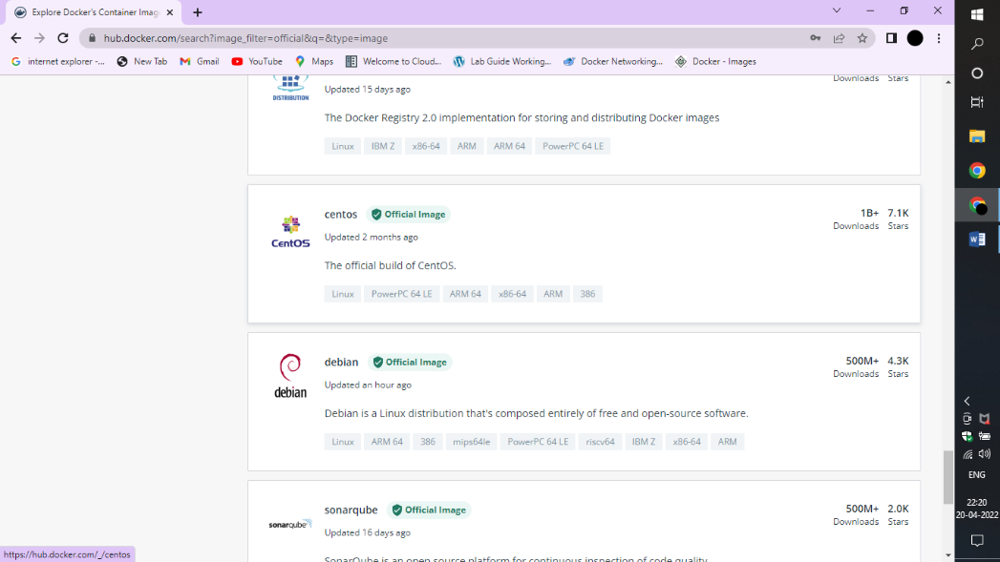 Explore Docker's Container Imag
hub.docker.com/search?image_filter=official&q=&type=image
internet explorer -... New Tab Gmail YouTube Maps Welcome to Cloud... Lab Guide Working... Docker Networking... Docker - Images
DISTRIBUTION
Updated 15 days ago
Downloads Stars
The Docker Registry 2.0 implementation for storing and distributing Docker images
Linux IBM Z x86-64 ARM ARM 64 PowerPC 64 LE
CentOS
centos Official Image
1B+ 7.1K
Downloads Stars
Updated 2 months ago
The official build of CentOS.
Linux PowerPC 64 LE ARM 64 x86-64 ARM 386
debian
debian Official Image
500M+ 4.3K
Downloads Stars
Updated an hour ago
Debian is a Linux distribution that's composed entirely of free and open-source software.
Linux ARM 64 386 mips64le PowerPC 64 LE riscv64 IBM Z x86-64 ARM
sonarqube
sonarqube Official Image
500M+ 2.0K
Downloads Stars
Updated 16 days ago
SonarQube is an open source platform for continuous inspection of code quality
https://hub.docker.com/_/centos
W
ENG
22:20
20-04-2022